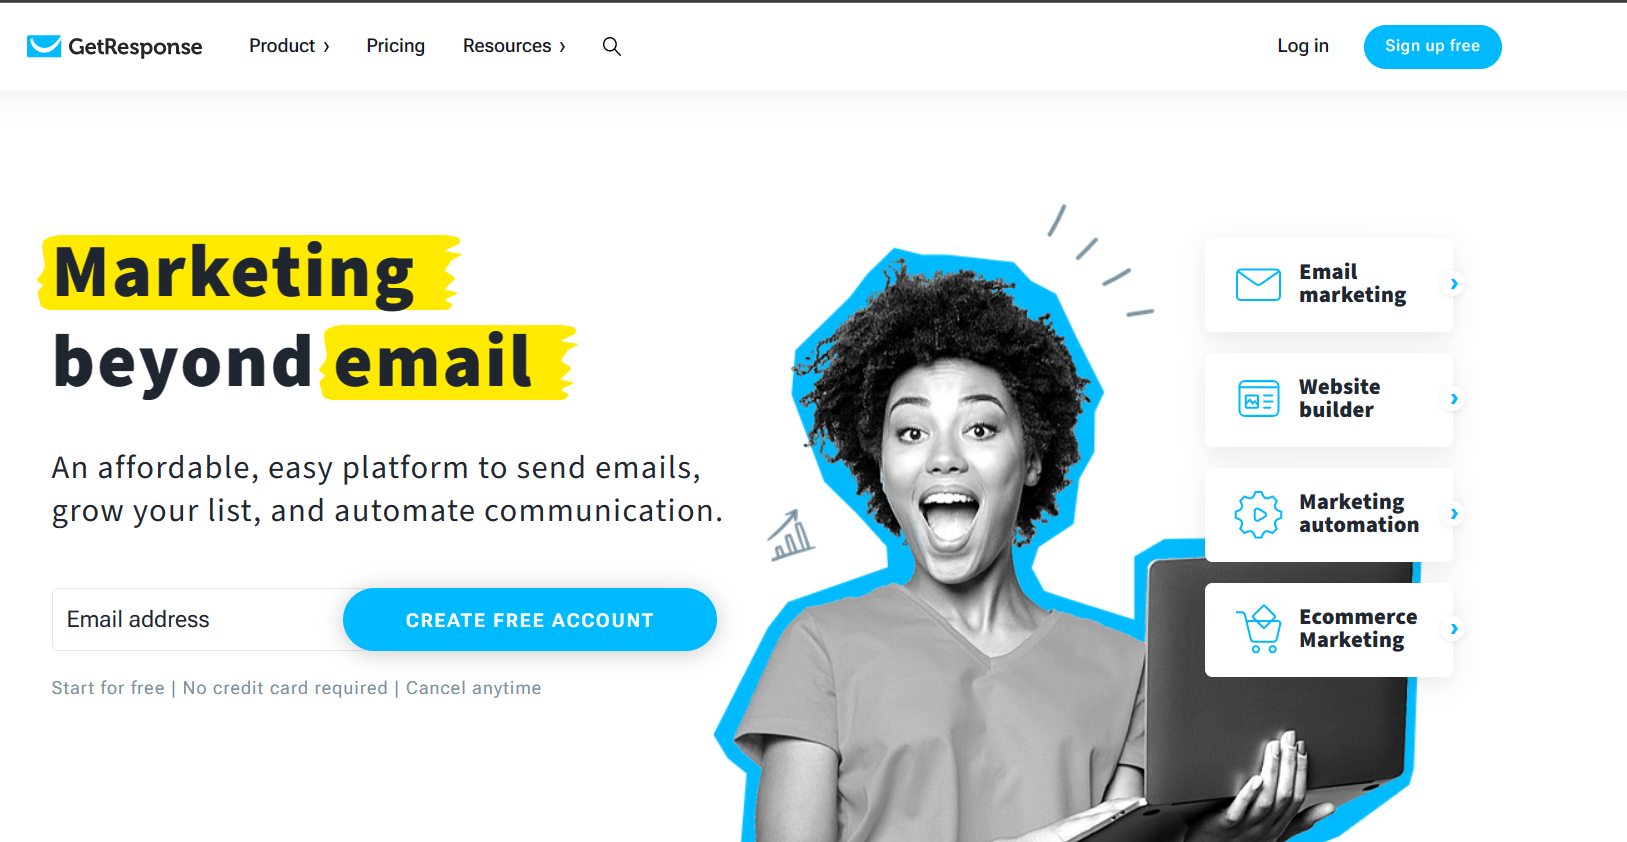 GetResponse
Product ›
Pricing
Resources ›
Log in
Sign up free
Marketing
beyond email
An affordable, easy platform to send emails,
grow your list, and automate communication.
Email address
CREATE FREE ACCOUNT
Start for free | No credit card required | Cancel anytime
Email
marketing
Website
builder
Marketing
automation
Ecommerce
Marketing